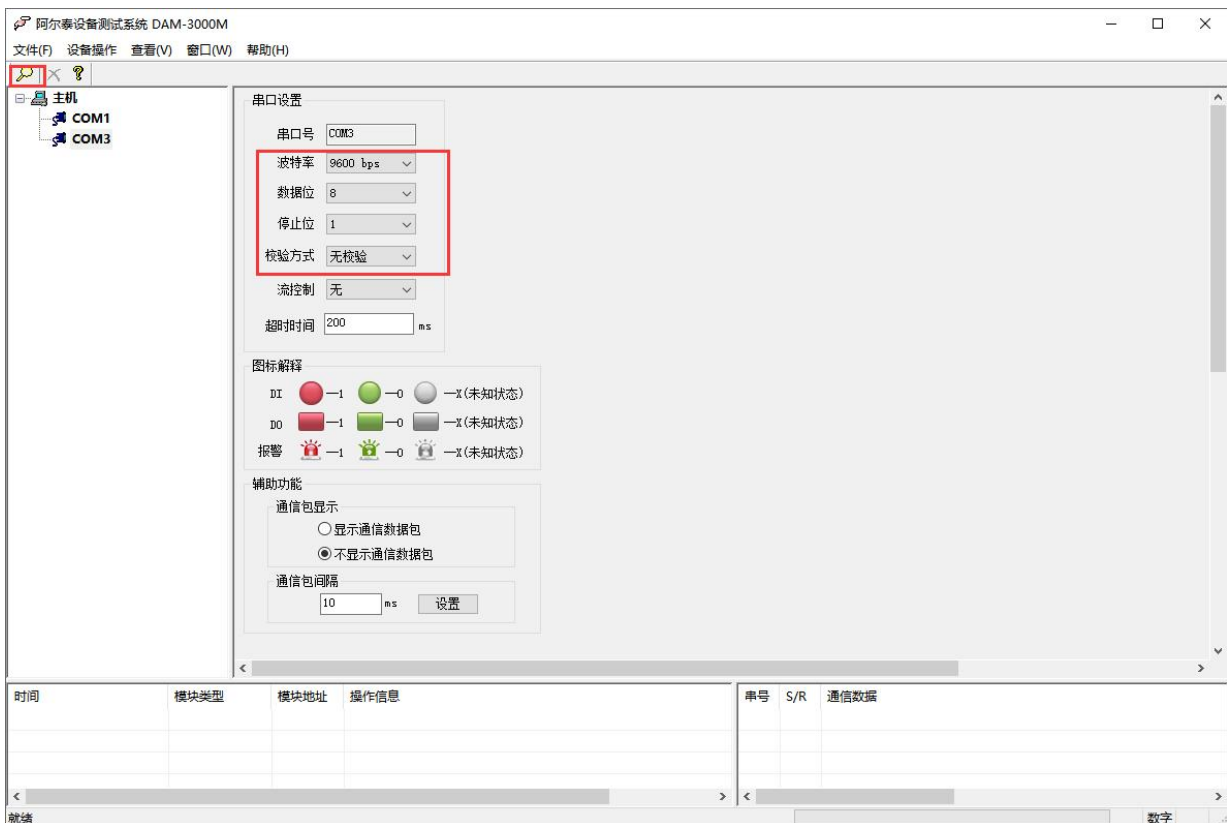 阿尔泰设备测试系统 DAM-3000M
文件(F) 设备操作 查看(V) 窗口(W) 帮助(H)
主机
COM1
COM3
串口设置
串口号 COM3
波特率 9600 bps
数据位 8
停止位 1
校验方式 无校验
流控制 无
超时时间 200 ms
图标解释
DI —1 —0 —X(未知状态)
DO —1 —0 —X(未知状态)
报警 —1 —0 —X(未知状态)
辅助功能
通信包显示
显示通信数据包
不显示通信数据包
通信包间隔
10 ms 设置
时间 模块类型 模块地址 操作信息 串号 S/R 通信数据
就绪 数字